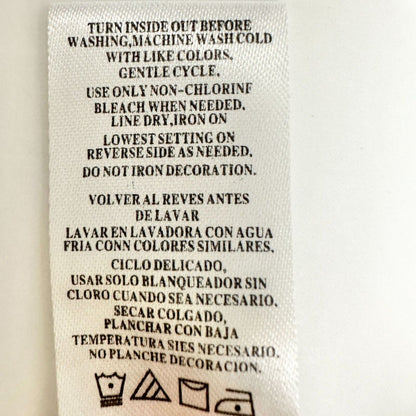 TURN INSIDE OUT BEFORE
WASHING,MACHINE WASH COLD
WITH LIKE COLORS.
GENTLE CYCLE.
USE ONLY NON-CHLORINF
BLEACH WHEN NEEDED.
LINE DRY,IRON ON
LOWEST SETTING ON
REVERSE SIDE AS NEEDED.
DO NOT IRON DECORATION.
VOLVER AL REVES ANTES
DE LAVAR
LAVAR EN LAVADORA CON AGUA
FRIA CONN COLORES SIMILARES.
CICLO DELICADO,
USAR SOLO BLANQUEADOR SIN
CLORO CUANDO SEA NECESARIO.
SECAR COLGADO,
PLANCHAR CON BAJA
TEMPERATURA SIES NECESARIO.
NO PLANCHE DECORACION.